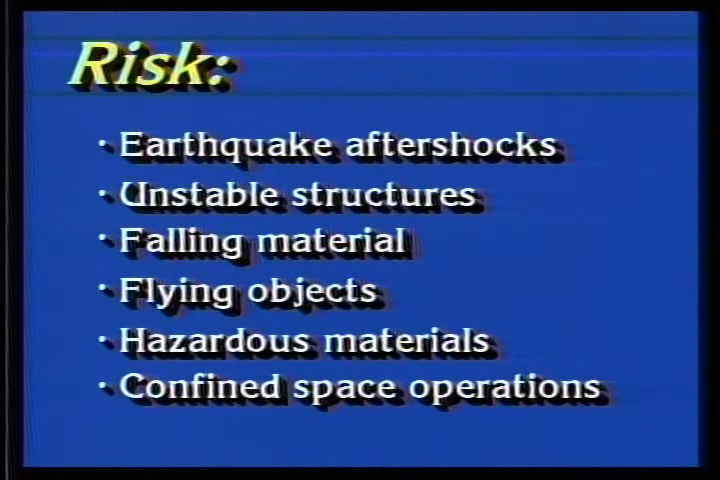 Risk:
· Earthquake aftershocks
· Unstable structures
· Falling material
· Flying objects
· Hazardous materials
· Confined space operations